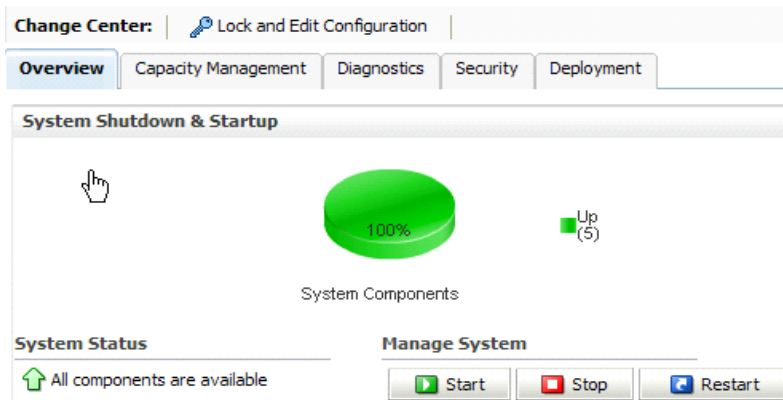 Change Center: Lock and Edit Configuration
Overview Capacity Management Diagnostics Security Deployment
System Shutdown & Startup
100%
Up
(5)
System Components
System Status Manage System
All components are available Start Stop Restart